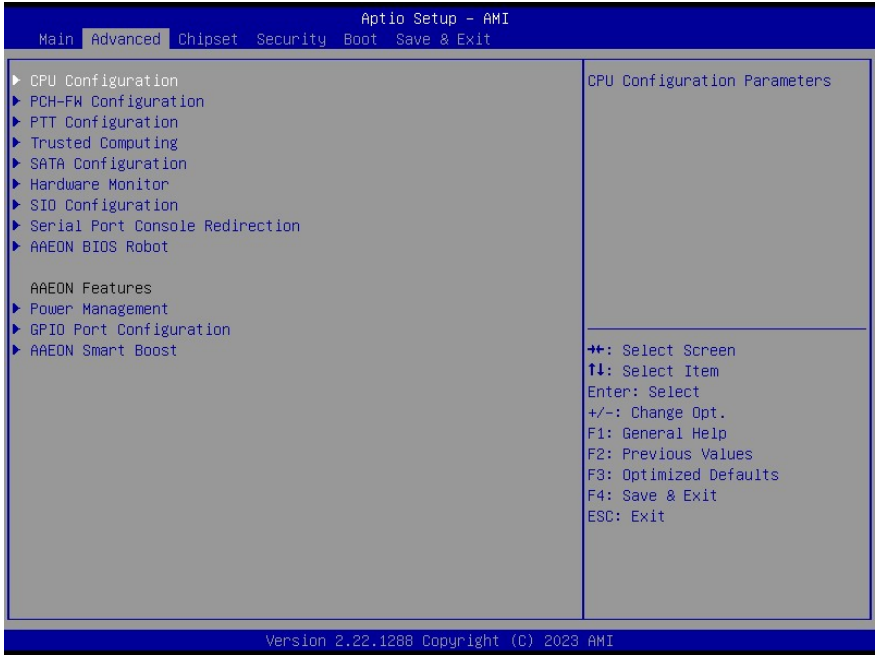 Aptio Setup – AMI
Main Advanced Chipset Security Boot Save & Exit
CPU Configuration
PCH-FW Configuration
PTT Configuration
Trusted Computing
SATA Configuration
Hardware Monitor
SIO Configuration
Serial Port Console Redirection
AAEON BIOS Robot
AAEON Features
Power Management
GPIO Port Configuration
AAEON Smart Boost
CPU Configuration Parameters
→←: Select Screen
↑↓: Select Item
Enter: Select
+/-: Change Opt.
F1: General Help
F2: Previous Values
F3: Optimized Defaults
F4: Save & Exit
ESC: Exit
Version 2.22.1288 Copyright (C) 2023 AMI